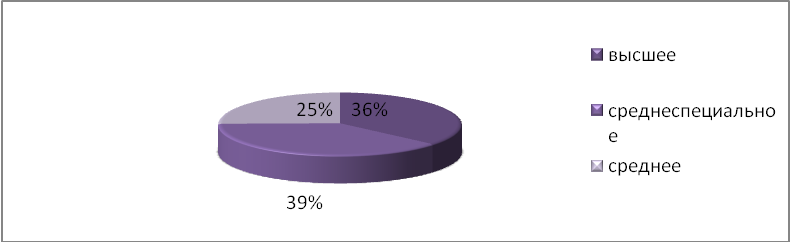 25%
36%
39%
высшее
среднеспециально
е
среднее